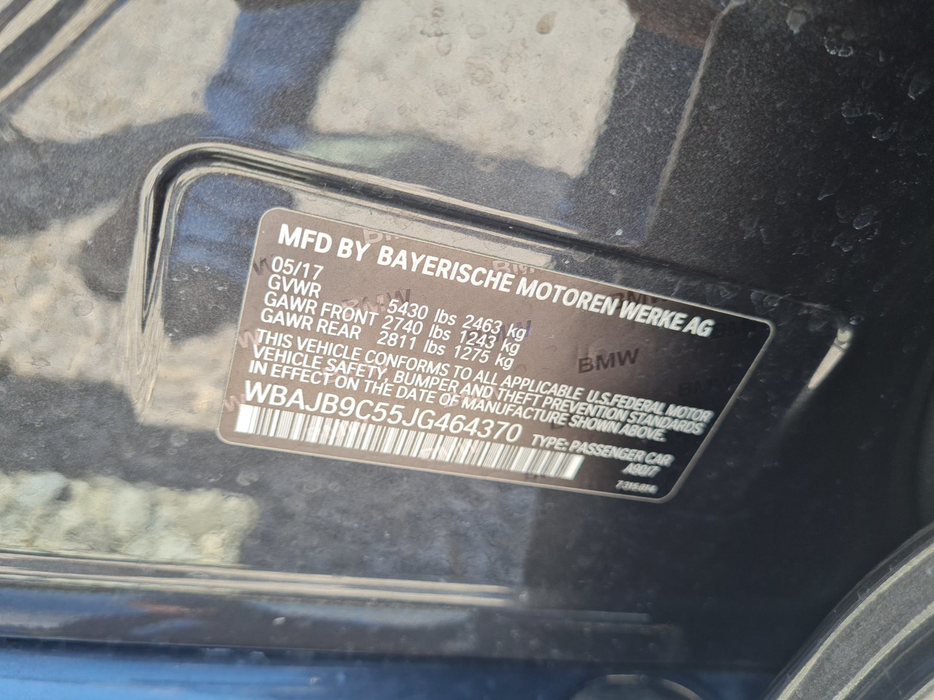 MFD BY BAYERISCHE MOTOREN WERKE AG
05/17
GVWR 5430 lbs 2463 kg
GAWR FRONT 2740 lbs 1243 kg
GAWR REAR 2811 lbs 1275 kg
THIS VEHICLE CONFORMS TO ALL APPLICABLE U.S.FEDERAL MOTOR
VEHICLE SAFETY, BUMPER AND THEFT PREVENTION STANDARDS
IN EFFECT ON THE DATE OF MANUFACTURE SHOWN ABOVE.
WBAJB9C55JG464370 TYPE: PASSENGER CAR
BMW